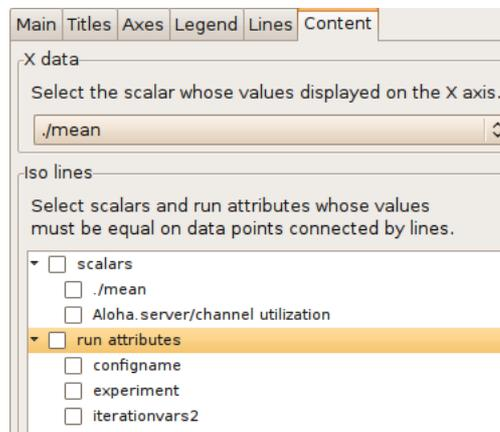 Main Titles Axes Legend Lines Content
X data
Select the scalar whose values displayed on the X axis.
./mean
Iso lines
Select scalars and run attributes whose values
must be equal on data points connected by lines.
scalars
./mean
Aloha.server/channel utilization
run attributes
configname
experiment
iterationvars2